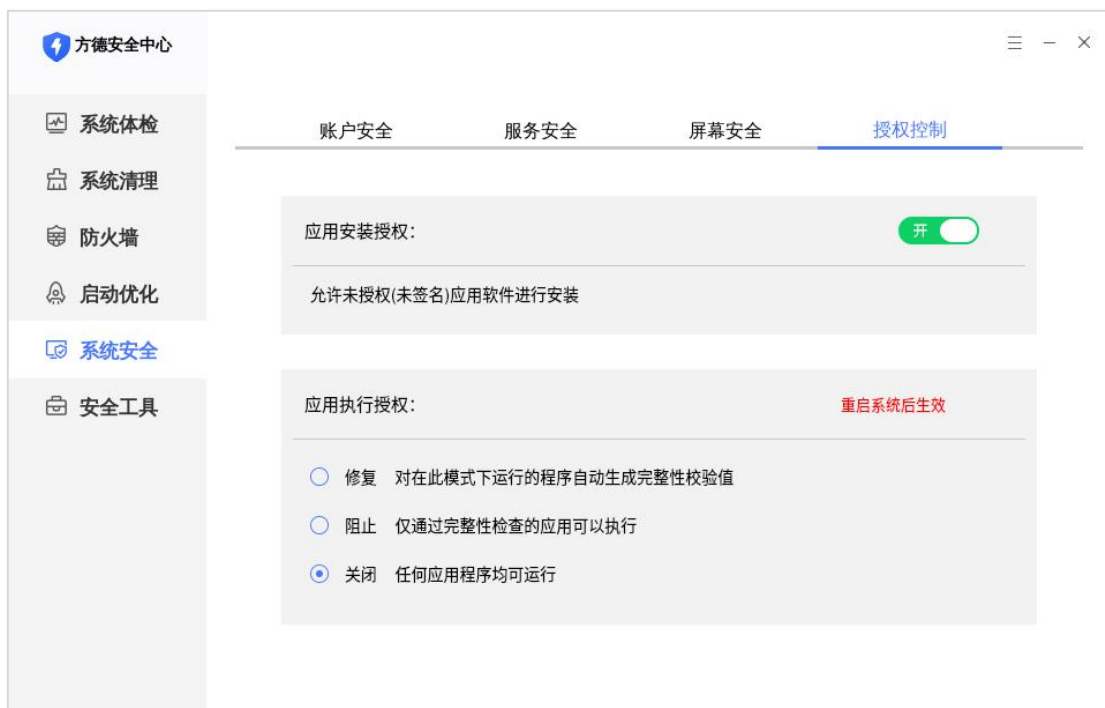 方德安全中心
系统体检
系统清理
防火墙
启动优化
系统安全
安全工具
账户安全 服务安全 屏幕安全 授权控制
应用安装授权： 开
允许未授权(未签名)应用软件进行安装
应用执行授权： 重启系统后生效
修复 对在此模式下运行的程序自动生成完整性校验值
阻止 仅通过完整性检查的应用可以执行
关闭 任何应用程序均可运行